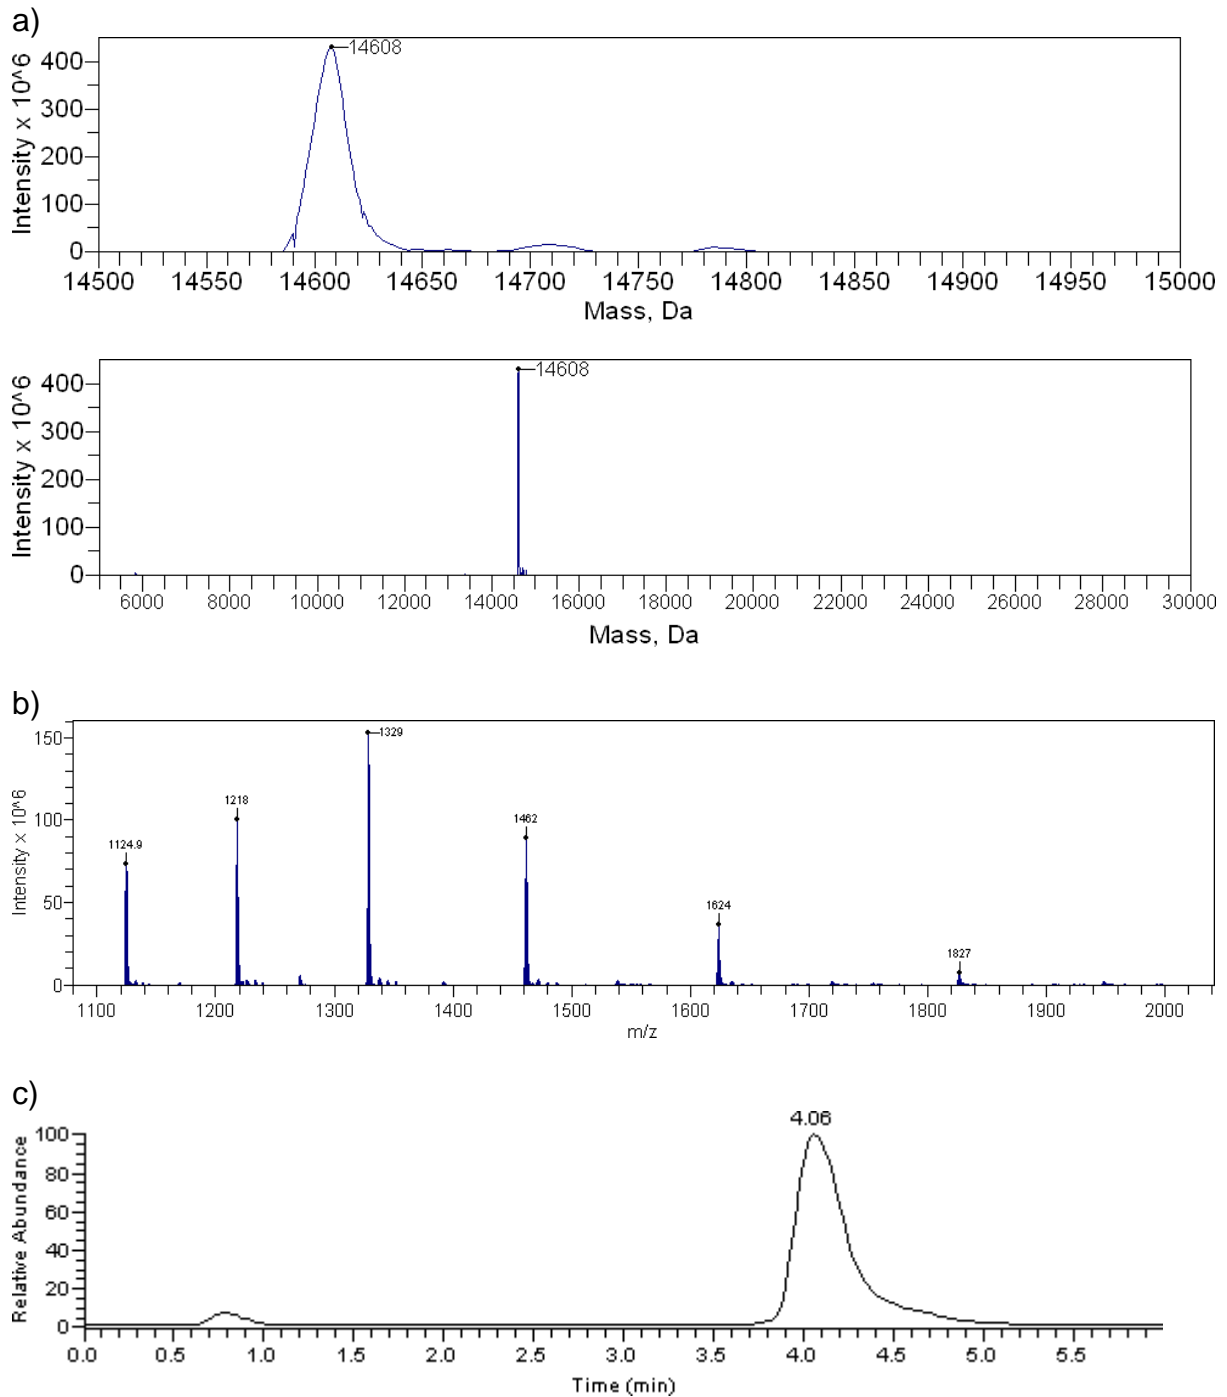 a)
14608
400
300
200
100
0
Intensity x 10^6
14500 14550 14600 14650 14700 14750 14800 14850 14900 14950 15000
Mass, Da
14608
400
300
200
100
0
Intensity x 10^6
6000 8000 10000 12000 14000 16000 18000 20000 22000 24000 26000 28000 30000
Mass, Da
b)
1329
1218
1462
1124.9
1624
1827
150
100
50
0
Intensity x 10^6
1100 1200 1300 1400 1500 1600 1700 1800 1900 2000
m/z
c)
4.06
100
80
60
40
20
0
Relative Abundance
0.0 0.5 1.0 1.5 2.0 2.5 3.0 3.5 4.0 4.5 5.0 5.5
Time (min)